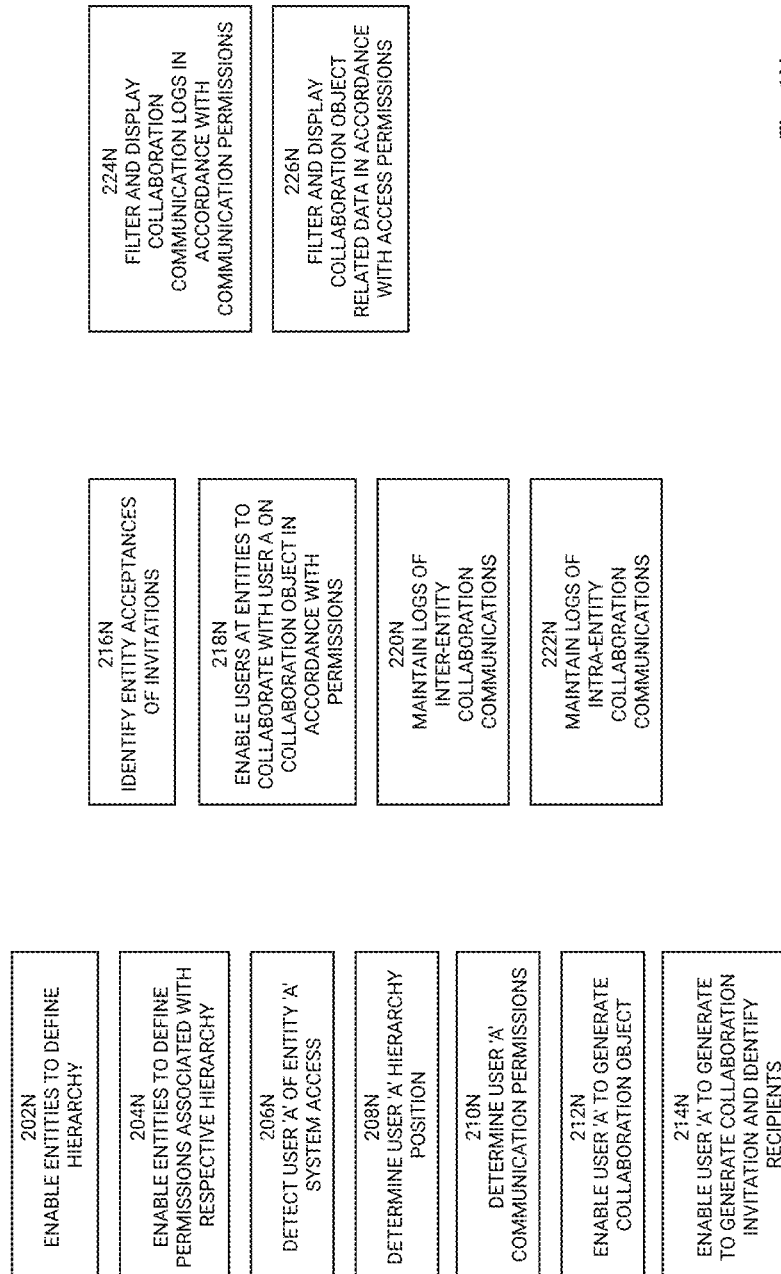 202N
ENABLE ENTITIES TO DEFINE
HIERARCHY
204N
ENABLE ENTITIES TO DEFINE
PERMISSIONS ASSOCIATED WITH
RESPECTIVE HIERARCHY
206N
DETECT USER 'A' OF ENTITY 'A'
SYSTEM ACCESS
208N
DETERMINE USER 'A' HIERARCHY
POSITION
210N
DETERMINE USER 'A'
COMMUNICATION PERMISSIONS
212N
ENABLE USER 'A' TO GENERATE
COLLABORATION OBJECT
214N
ENABLE USER 'A' TO GENERATE
TO GENERATE COLLABORATION
INVITATION AND IDENTIFY
RECIPIENTS
216N
IDENTIFY ENTITY ACCEPTANCES
OF INVITATIONS
218N
ENABLE USERS AT ENTITIES TO
COLLABORATE WITH USER A ON
COLLABORATION OBJECT IN
ACCORDANCE WITH
PERMISSIONS
220N
MAINTAIN LOGS OF
INTER-ENTITY
COLLABORATION
COMMUNICATIONS
222N
MAINTAIN LOGS OF
INTRA-ENTITY
COLLABORATION
COMMUNICATIONS
224N
FILTER AND DISPLAY
COLLABORATION
COMMUNICATION LOGS IN
ACCORDANCE WITH
COMMUNICATION PERMISSIONS
226N
FILTER AND DISPLAY
COLLABORATION OBJECT
RELATED DATA IN ACCORDANCE
WITH ACCESS PERMISSIONS